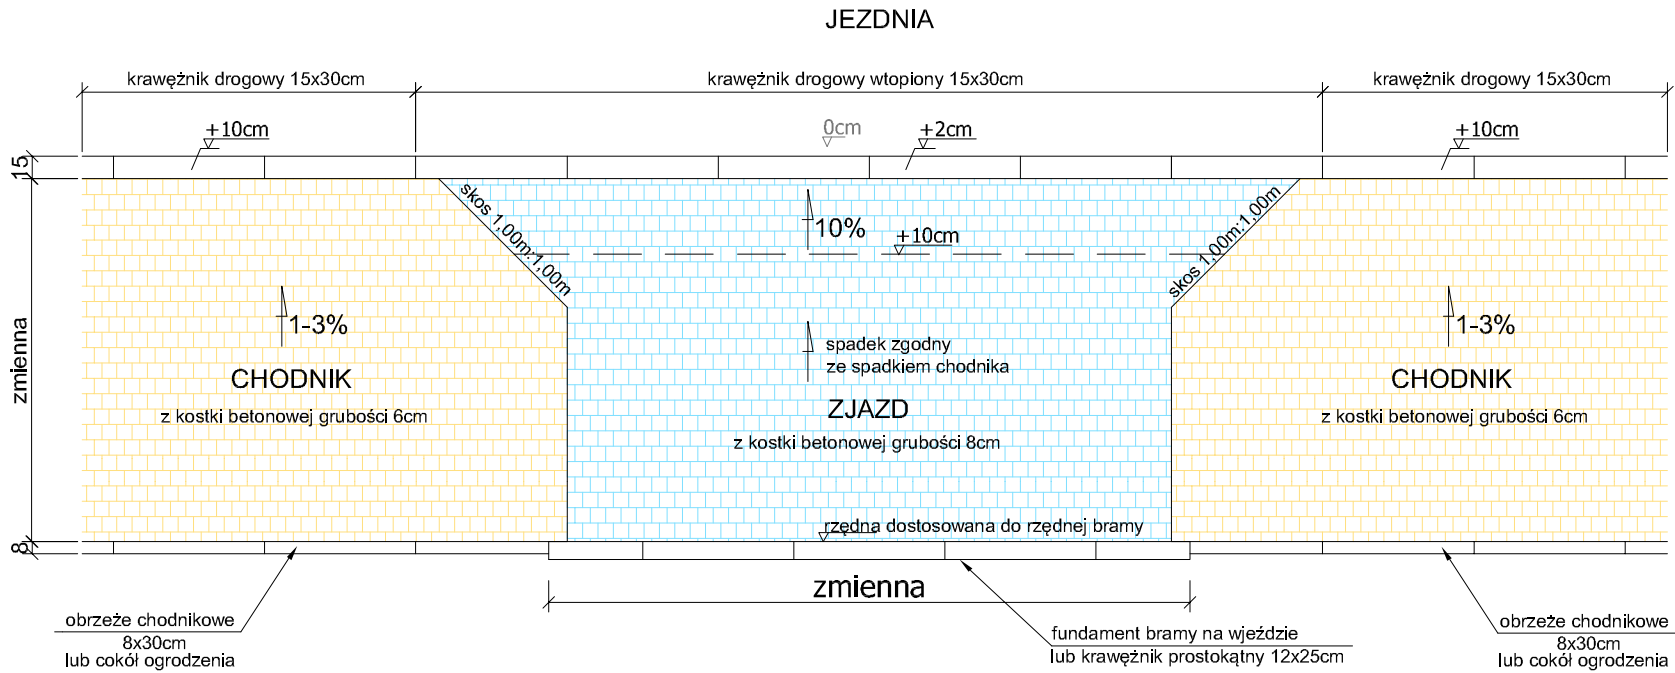 JEZDNIA
krawężnik drogowy 15x30cm
krawężnik drogowy wtopiony 15x30cm
krawężnik drogowy 15x30cm
+10cm
0cm
+2cm
+10cm
15
skos 1,00m:1,00m
skos 1,00m:1,00m
10%
+10cm
1-3%
1-3%
spadek zgodny
ze spadkiem chodnika
zmienna
CHODNIK
z kostki betonowej grubości 6cm
ZJAZD
z kostki betonowej grubości 8cm
CHODNIK
z kostki betonowej grubości 6cm
rzędna dostosowana do rzędnej bramy
8
zmienna
obrzeże chodnikowe
8x30cm
lub cokół ogrodzenia
fundament bramy na wjeździe
lub krawężnik prostokątny 12x25cm
obrzeże chodnikowe
8x30cm
lub cokół ogrodzenia